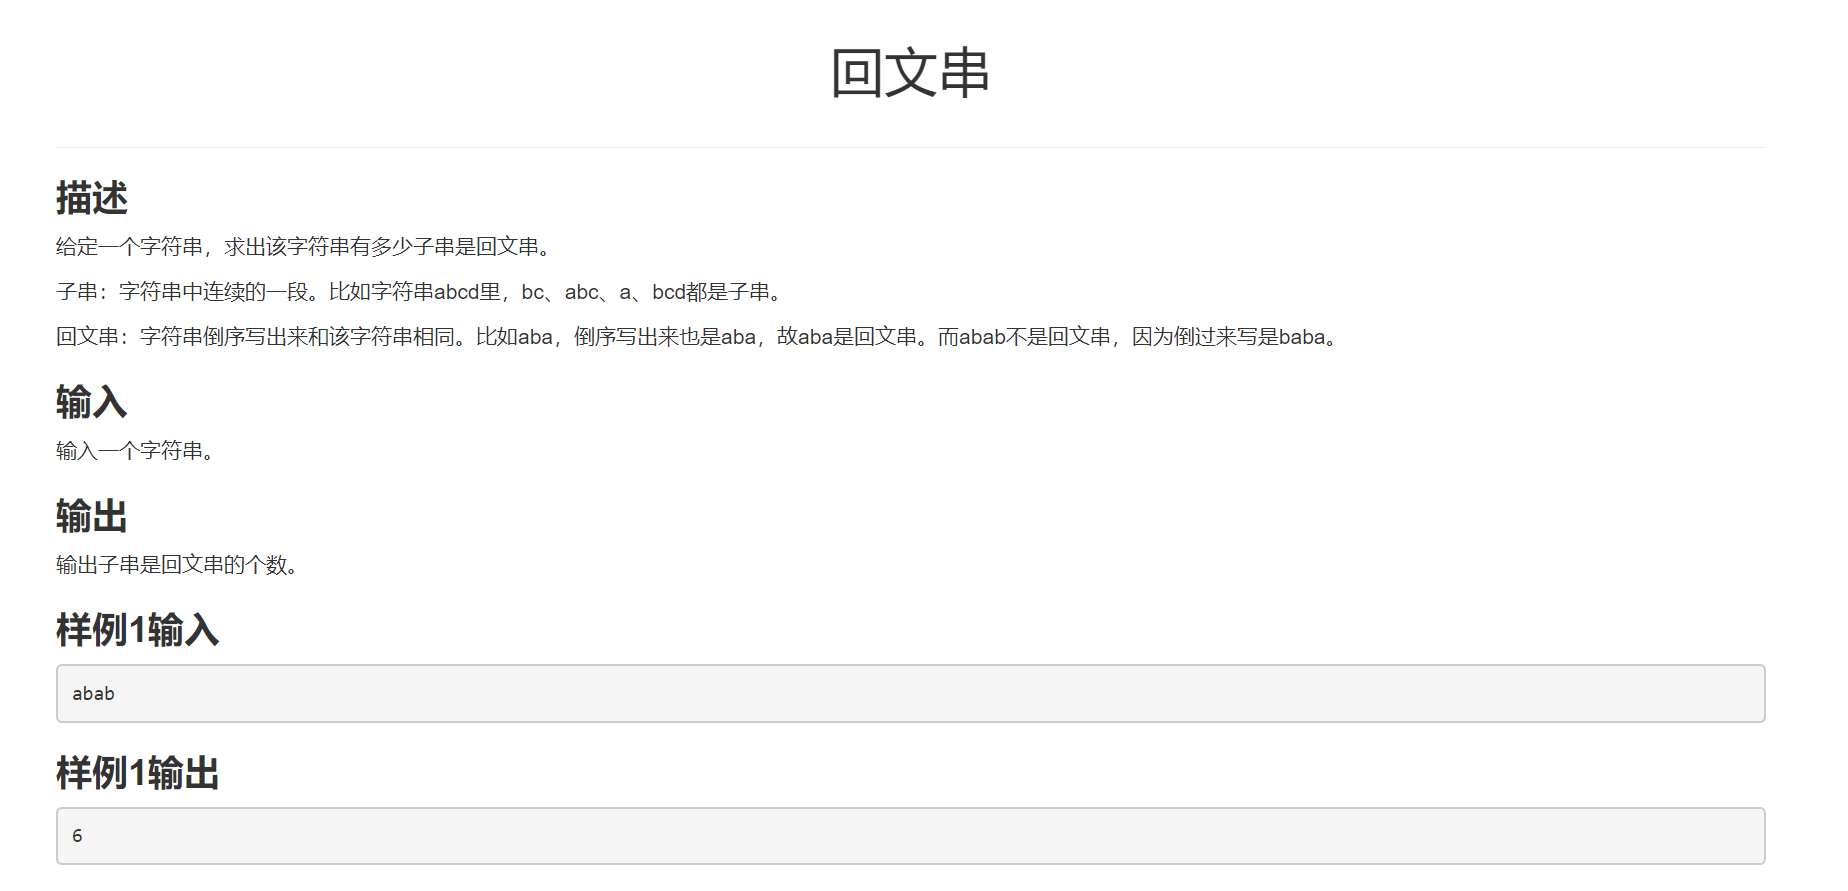 回文串
描述
给定一个字符串，求出该字符串有多少子串是回文串。
子串：字符串中连续的一段。比如字符串abcd里，bc、abc、a、bcd都是子串。
回文串：字符串倒序写出来和该字符串相同。比如aba，倒序写出来也是aba，故aba是回文串。而abab不是回文串，因为倒过来写是baba。
输入
输入一个字符串。
输出
输出子串是回文串的个数。
样例1输入
abab
样例1输出
6